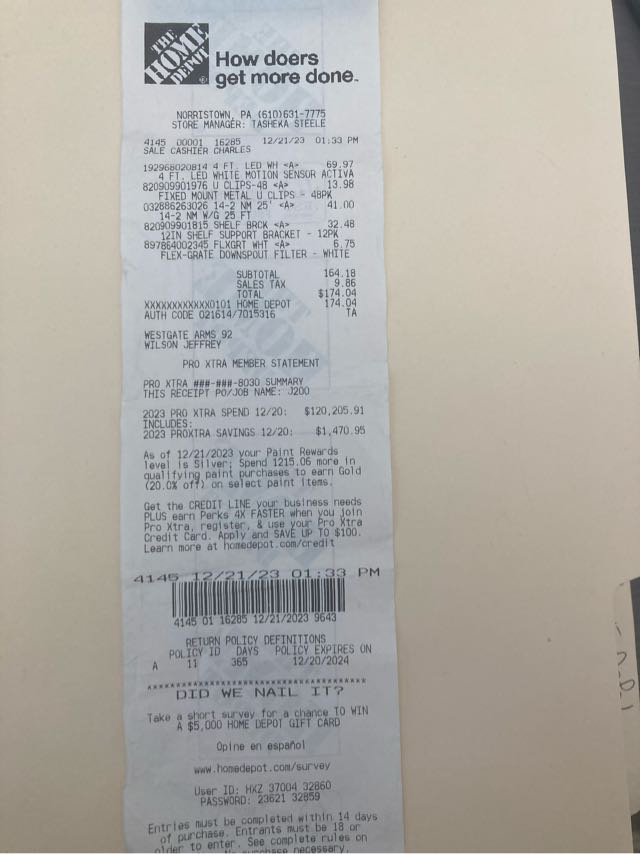 THE
HOME
DEPOT
How doers
get more done.
NORRISTOWN, PA (610)631-7775
STORE MANAGER: TASHEKA STEELE
4145 00001 16285 12/21/23 01:33 PM
SALE CASHIER CHARLES
192968020814 4 FT. LED WH <A> 69.97
4 FT. LED WHITE MOTION SENSOR ACTIVA
820909901976 U CLIPS-48 <A> 13.98
FIXED MOUNT METAL U CLIPS - 48PK
032886263026 14-2 NM 25' <A> 41.00
14-2 NM W/G 25 FT
820909901815 SHELF BRCK <A> 32.48
12IN SHELF SUPPORT BRACKET - 12PK
897864002345 FLXGRT WHT <A> 6.75
FLEX-GRATE DOWNSPOUT FILTER - WHITE
SUBTOTAL 164.18
SALES TAX 9.86
TOTAL $174.04
XXXXXXXXXXXX0101 HOME DEPOT 174.04
AUTH CODE 021614/7015316 TA
WESTGATE ARMS 92
WILSON JEFFREY
PRO XTRA MEMBER STATEMENT
PRO XTRA ###-###-8030 SUMMARY
THIS RECEIPT PO/JOB NAME: J200
2023 PRO XTRA SPEND 12/20: $120,205.91
INCLUDES:
2023 PROXTRA SAVINGS 12/20: $1,470.95
As of 12/21/2023 your Paint Rewards
level is Silver; Spend 1215.06 more in
qualifying paint purchases to earn Gold
(20.0% off) on select paint items.
Get the CREDIT LINE your business needs
PLUS earn Perks 4X FASTER when you join
Pro Xtra, register, & use your Pro Xtra
Credit Card. Apply and SAVE UP TO $100.
Learn more at homedepot.com/credit
4145 12/21/23 01:33 PM
4145 01 16285 12/21/2023 9643
RETURN POLICY DEFINITIONS
POLICY ID DAYS POLICY EXPIRES ON
A 11 365 12/20/2024
DID WE NAIL IT?
Take a short survey for a chance TO WIN
A $5,000 HOME DEPOT GIFT CARD
Opine en español
www.homedepot.com/survey
User ID: HXZ 37004 32860
PASSWORD: 23621 32859
Entries must be completed within 14 days
of purchase. Entrants must be 18 or
older to enter. See complete rules on
No purchase necessary.